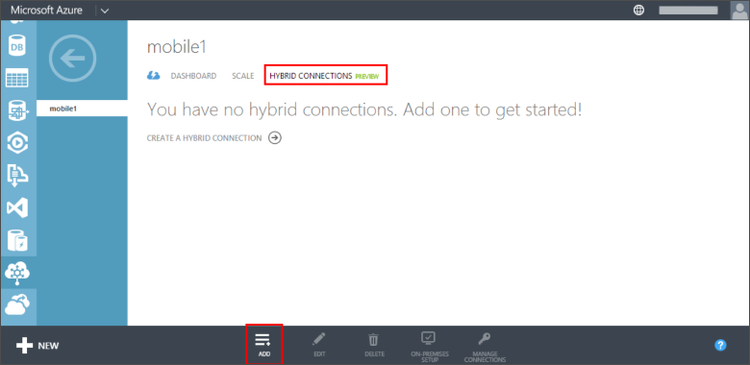 Microsoft Azure
DB
mobile1
mobile1
DASHBOARD SCALE HYBRID CONNECTIONS PREVIEW
You have no hybrid connections. Add one to get started!
CREATE A HYBRID CONNECTION
NEW
ADD
EDIT
DELETE
ON-PREMISES
SETUP
MANAGE
CONNECTIONS
?